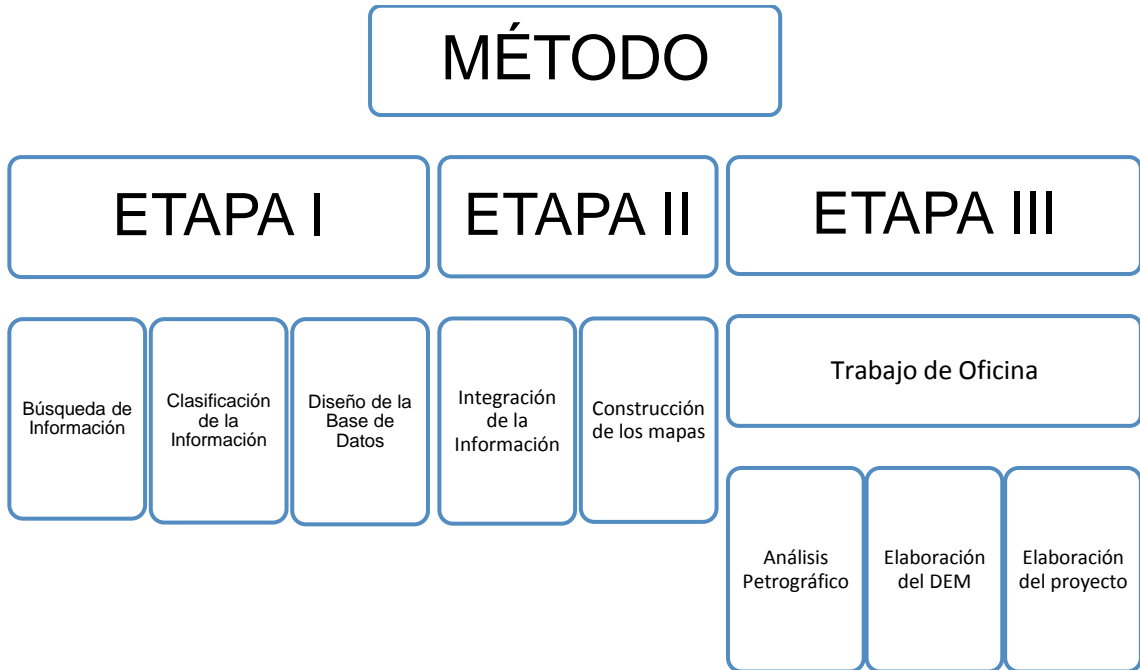 MÉTODO
ETAPA I
ETAPA II
ETAPA III
Búsqueda de
Información
Clasificación
de la
Información
Diseño de la
Base de
Datos
Integración
de la
Información
Construcción
de los mapas
Trabajo de Oficina
Análisis
Petrográfico
Elaboración
del DEM
Elaboración
del proyecto